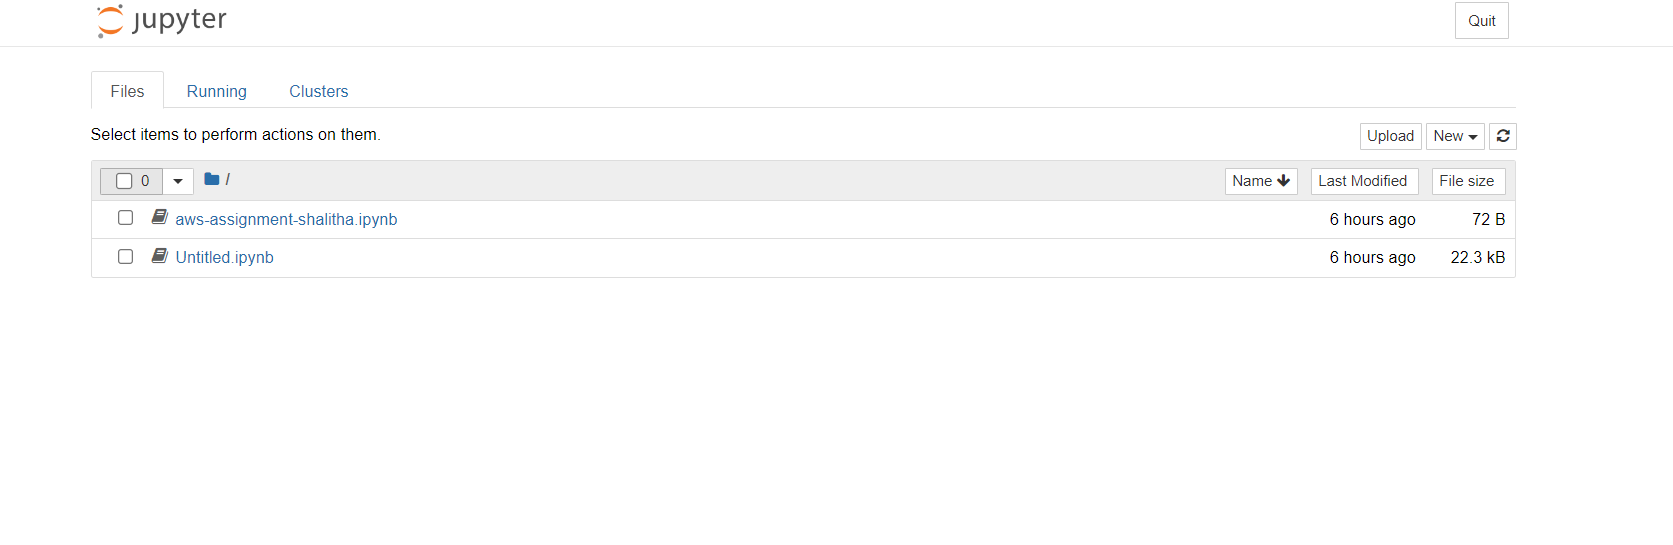 jupyter
Quit
Files Running Clusters
Select items to perform actions on them.
Upload New
0 / Name Last Modified File size
aws-assignment-shalitha.ipynb 6 hours ago 72 B
Untitled.ipynb 6 hours ago 22.3 kB